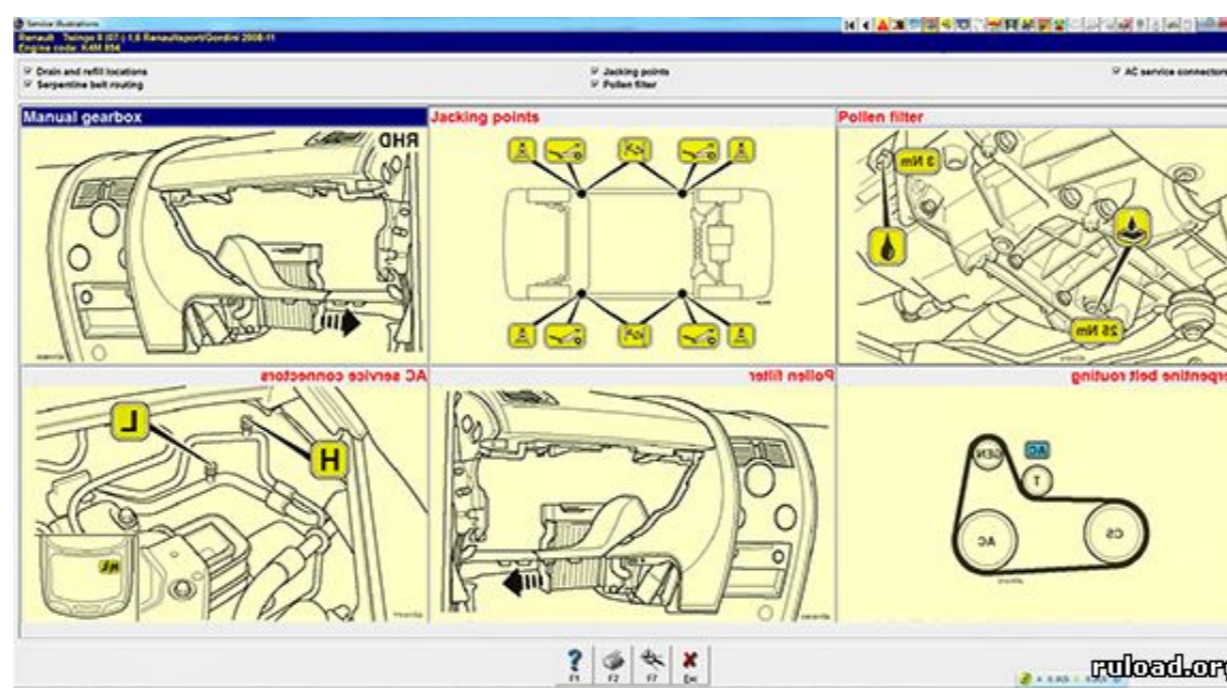 Service illustrations
Renault Twingo II (07-) 1,6 Renaultsport/Gordini 2008-11
Engine code: K4M 854
Drain and refill locations
Jacking points
AC service connectors
Serpentine belt routing
Pollen filter
Manual gearbox
Jacking points
Pollen filter
RHD
3 Nm
25 Nm
AC service connectors
Pollen filter
rpentine belt routing
L
H
H/L
GEN
AC
T
AC
CS
F1
F2
F7
Esc
ruload.org